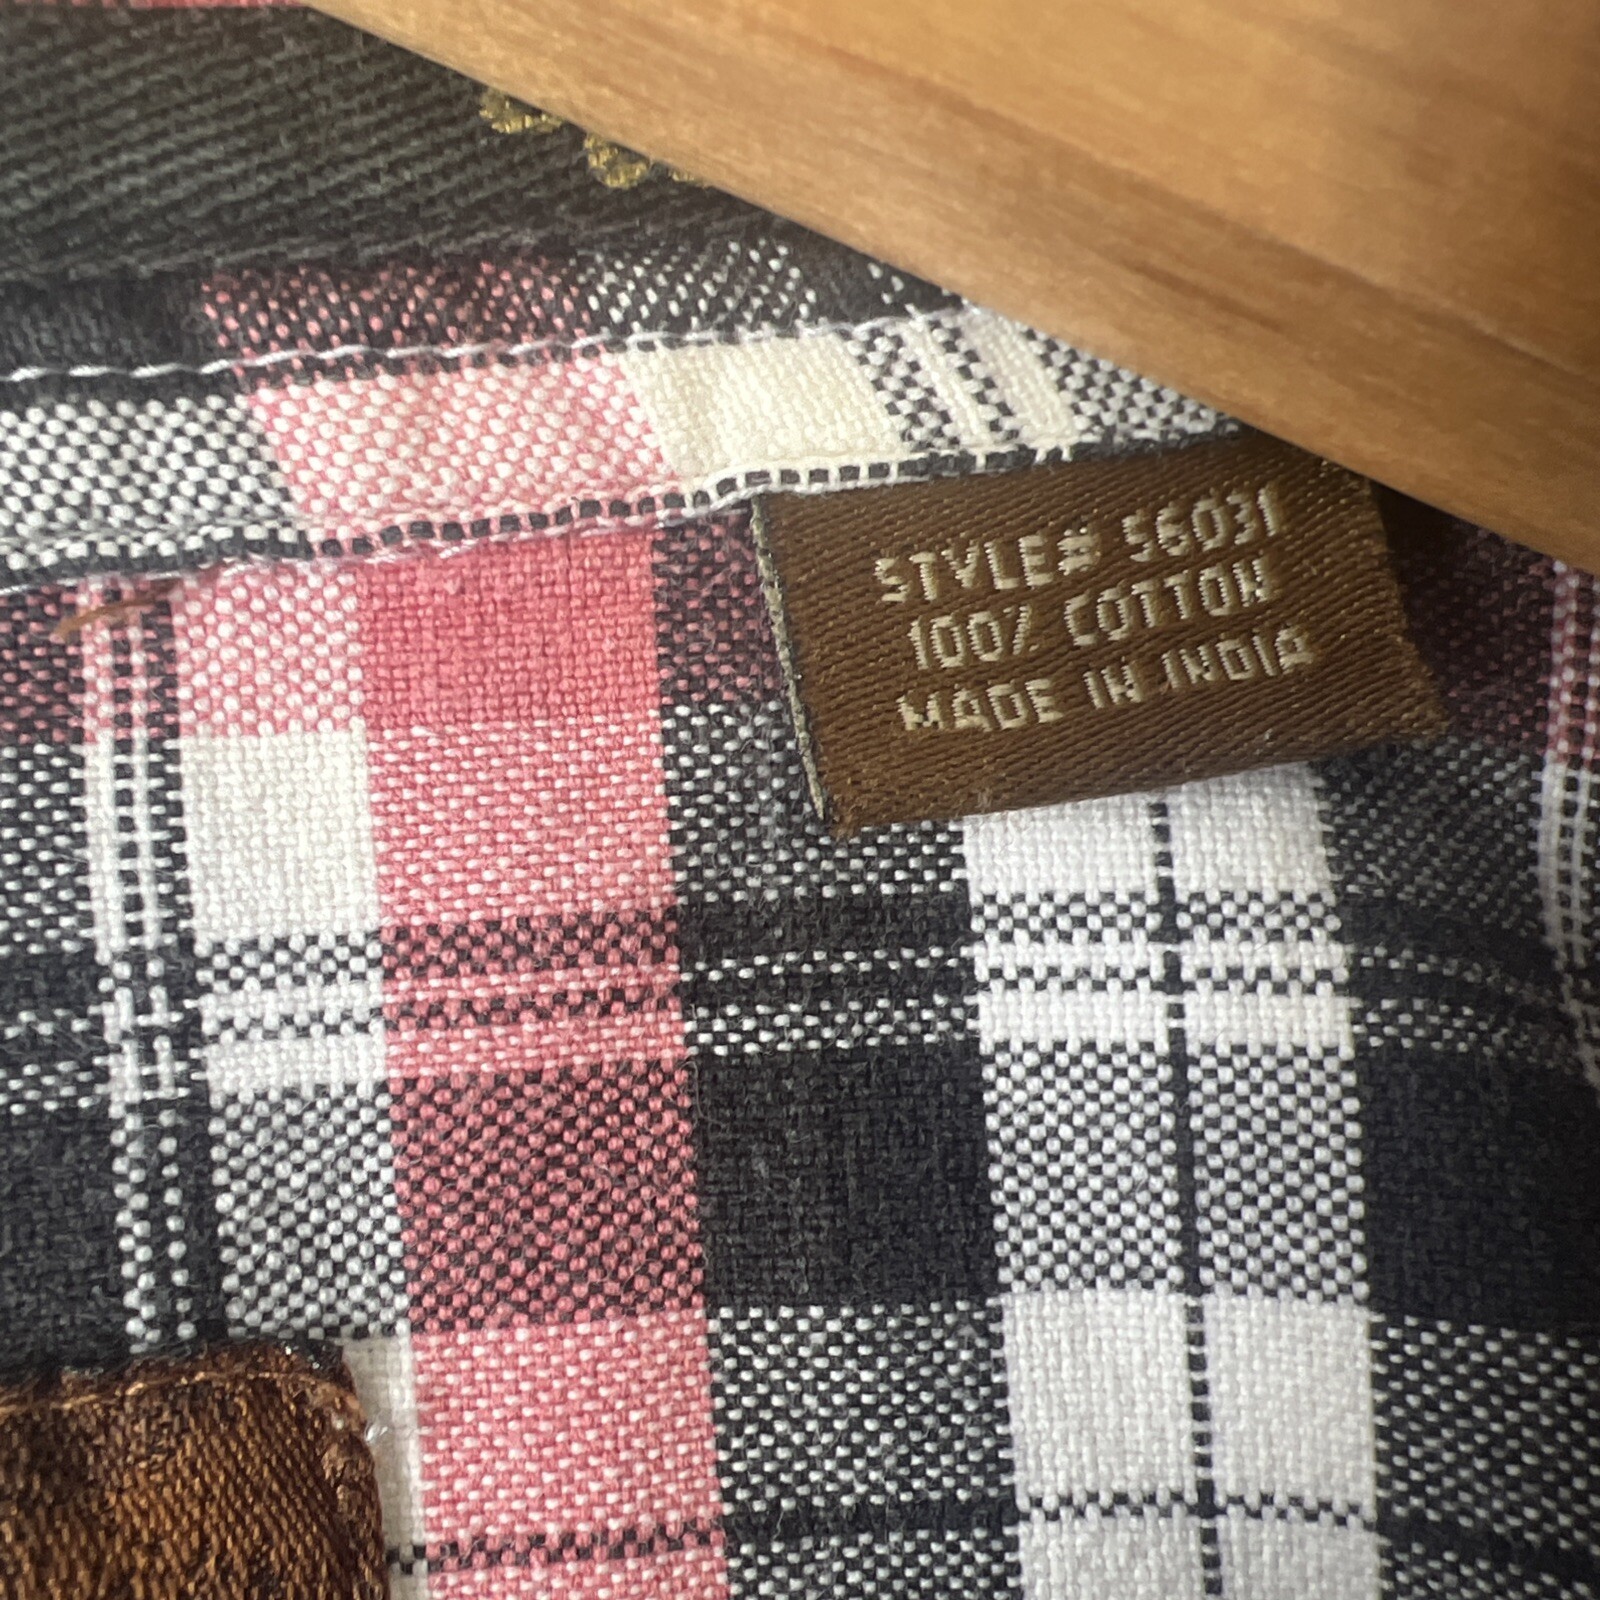 STYLE# 56031
100% COTTON
MADE IN INDIA